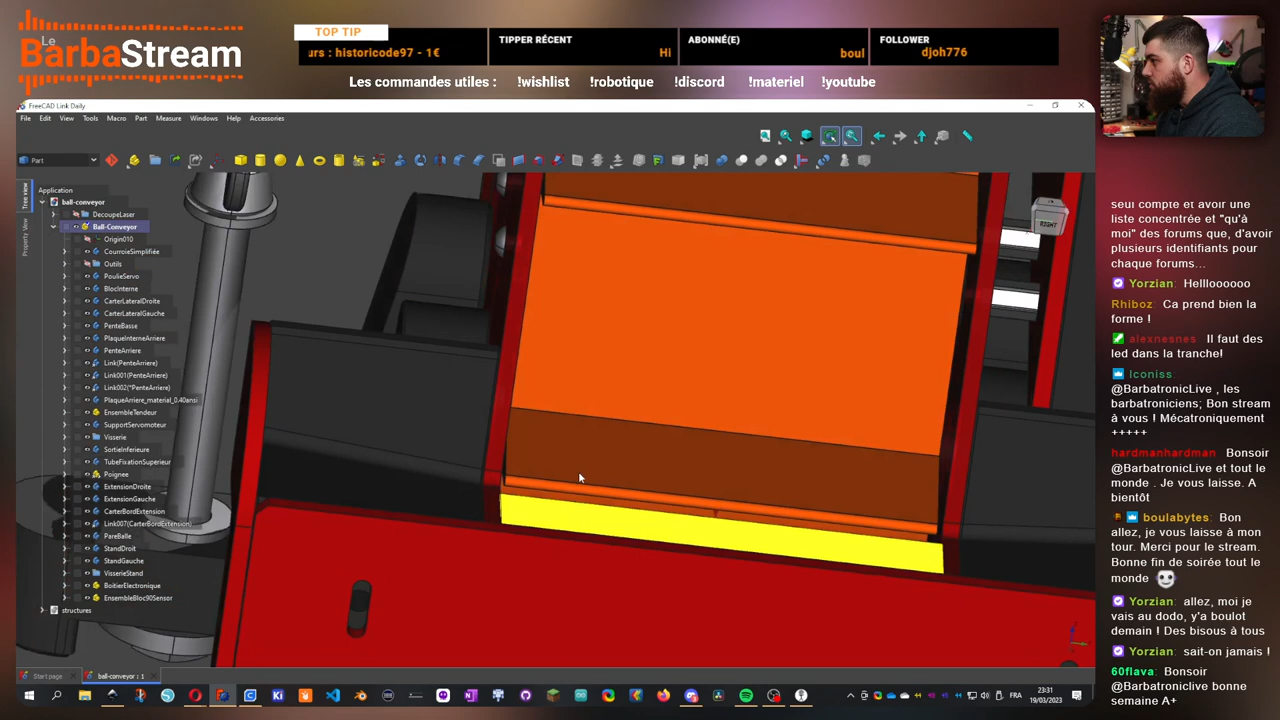 Le
BarbaStream
TOP TIP
urs : historicode97 - 1€
TIPPER RÉCENT
Hi
ABONNÉ(E)
boul
FOLLOWER
djoh776
Les commandes utiles : !wishlist !robotique !discord !materiel !youtube
FreeCAD Link Daily
File Edit View Tools Macro Part Measure Windows Help Accessories
Part
Tree view
Property View
Application
ball-conveyor
DecoupeLaser
Ball-Conveyor
Origin010
CourroieSimplifiée
Outils
PoulieServo
BlocInterne
CarterLateralDroite
CarterLateralGauche
PenteBasse
PlaqueInterneArriere
PenteArriere
Link(PenteArriere)
Link001(PenteArriere)
Link002(*PenteArriere)
PlaqueArriere_material_0.40ansi
EnsembleTendeur
SupportServomoteur
Visserie
SortieInferieure
TubeFixationSuperieur
Poignee
ExtensionDroite
ExtensionGauche
CarterBordExtension
Link007(CarterBordExtension)
PareBalle
StandDroit
StandGauche
VisserieStand
BoitierElectronique
EnsembleBloc90Sensor
structures
RIGHT
Start page
ball-conveyor : 1
FRA
23:31
19/03/2023
seul compte et avoir une
liste concentrée et "qu'à
moi" des forums que, d'avoir
plusieurs identifiants pour
chaque forums...
Yorzian: Hellloooooo
Rhiboz: Ca prend bien la
forme !
alexnesnes: Il faut des
led dans la tranche!
Iconiss:
@BarbatronicLive , les
barbatroniciens; Bon stream
à vous ! Mécatroniquement
+++++
hardmanhardman: Bonsoir
@BarbatronicLive et tout le
monde . Je vous laisse. A
bientôt
boulabytes: Bon
allez, je vous laisse à mon
tour. Merci pour le stream.
Bonne fin de soirée tout le
monde
Yorzian: allez, moi je
vais au dodo, y'a boulot
demain ! Des bisous à tous
Yorzian: sait-on jamais !
60flava: Bonsoir
@Barbatroniclive bonne
semaine A+